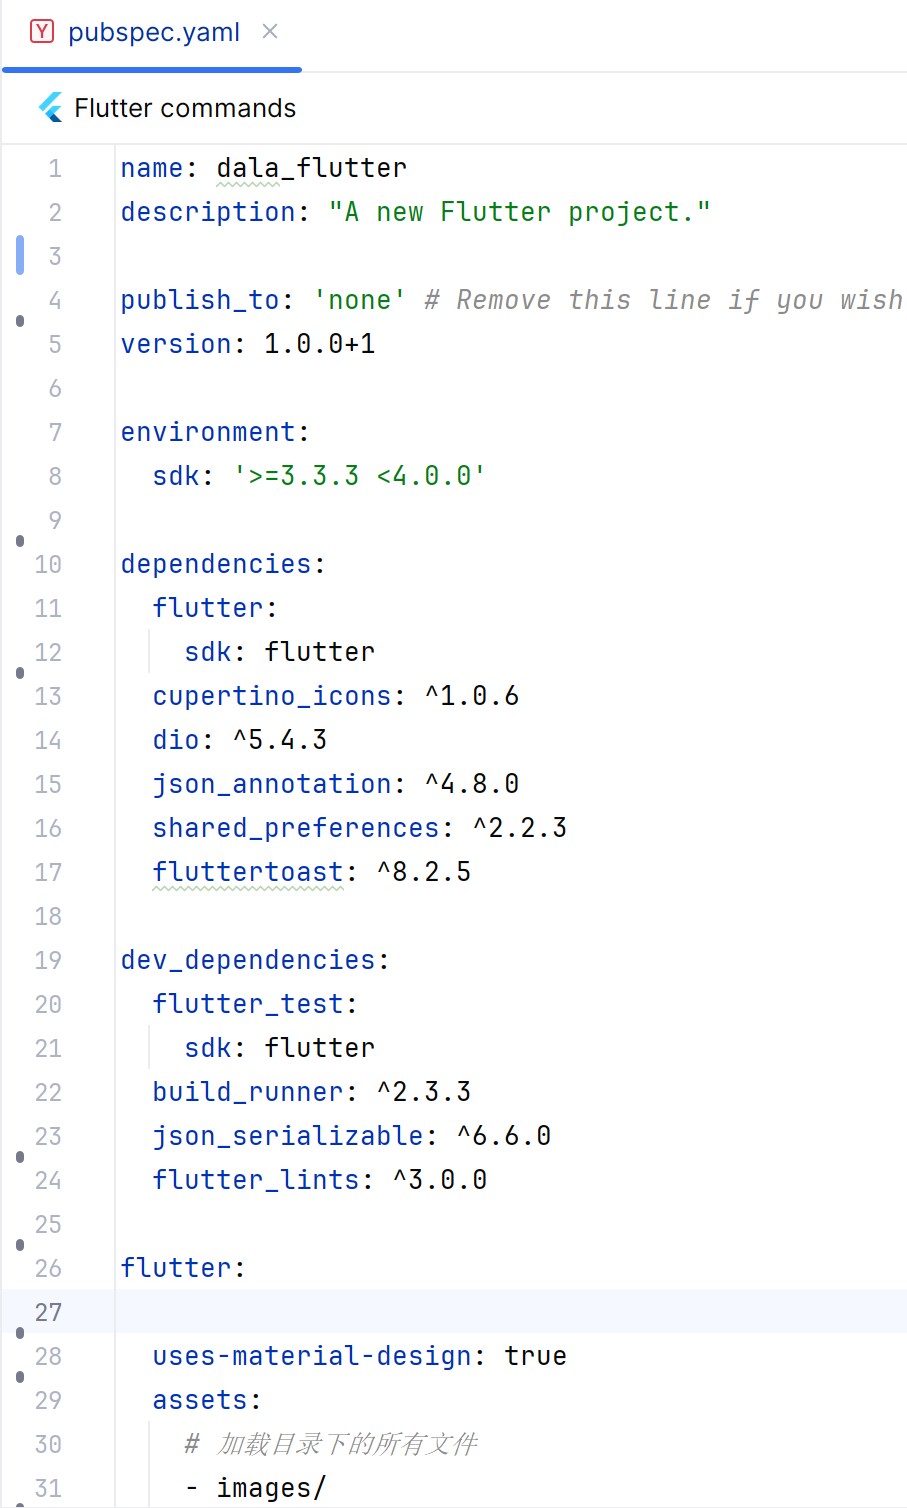 pubspec.yaml
Flutter commands
1 name: dala_flutter
2 description: "A new Flutter project."
3
4 publish_to: 'none' # Remove this line if you wish
5 version: 1.0.0+1
6
7 environment:
8   sdk: '>=3.3.3 <4.0.0'
9
10 dependencies:
11   flutter:
12     sdk: flutter
13   cupertino_icons: ^1.0.6
14   dio: ^5.4.3
15   json_annotation: ^4.8.0
16   shared_preferences: ^2.2.3
17   fluttertoast: ^8.2.5
18
19 dev_dependencies:
20   flutter_test:
21     sdk: flutter
22   build_runner: ^2.3.3
23   json_serializable: ^6.6.0
24   flutter_lints: ^3.0.0
25
26 flutter:
27
28   uses-material-design: true
29   assets:
30     # 加载目录下的所有文件
31     - images/